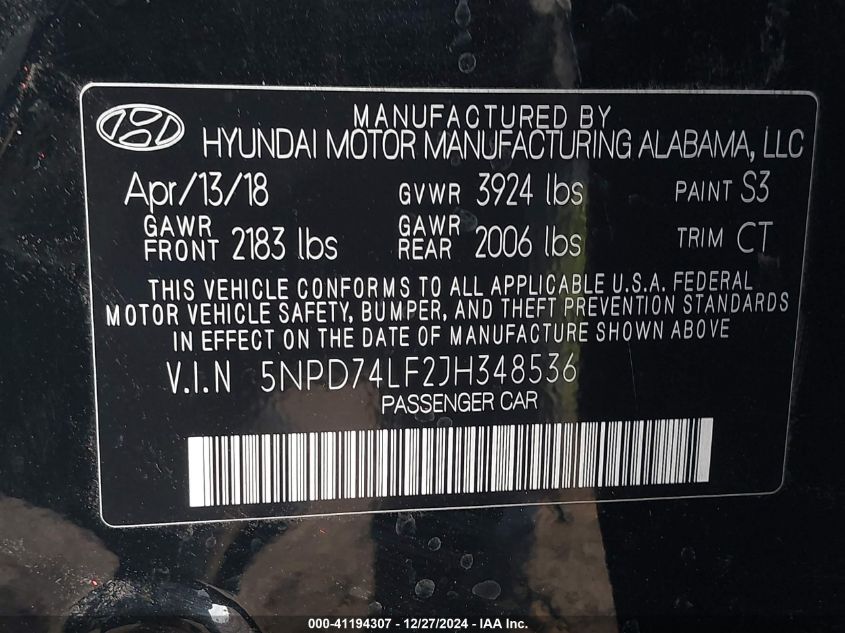 MANUFACTURED BY
HYUNDAI MOTOR MANUFACTURING ALABAMA, LLC
Apr/13/18 GVWR 3924 lbs PAINT S3
GAWR FRONT 2183 lbs GAWR REAR 2006 lbs TRIM CT
THIS VEHICLE CONFORMS TO ALL APPLICABLE U.S.A. FEDERAL
MOTOR VEHICLE SAFETY, BUMPER, AND THEFT PREVENTION STANDARDS
IN EFFECT ON THE DATE OF MANUFACTURE SHOWN ABOVE
V.I.N 5NPD74LF2JH348536
PASSENGER CAR
000-41194307 - 12/27/2024 - IAA Inc.